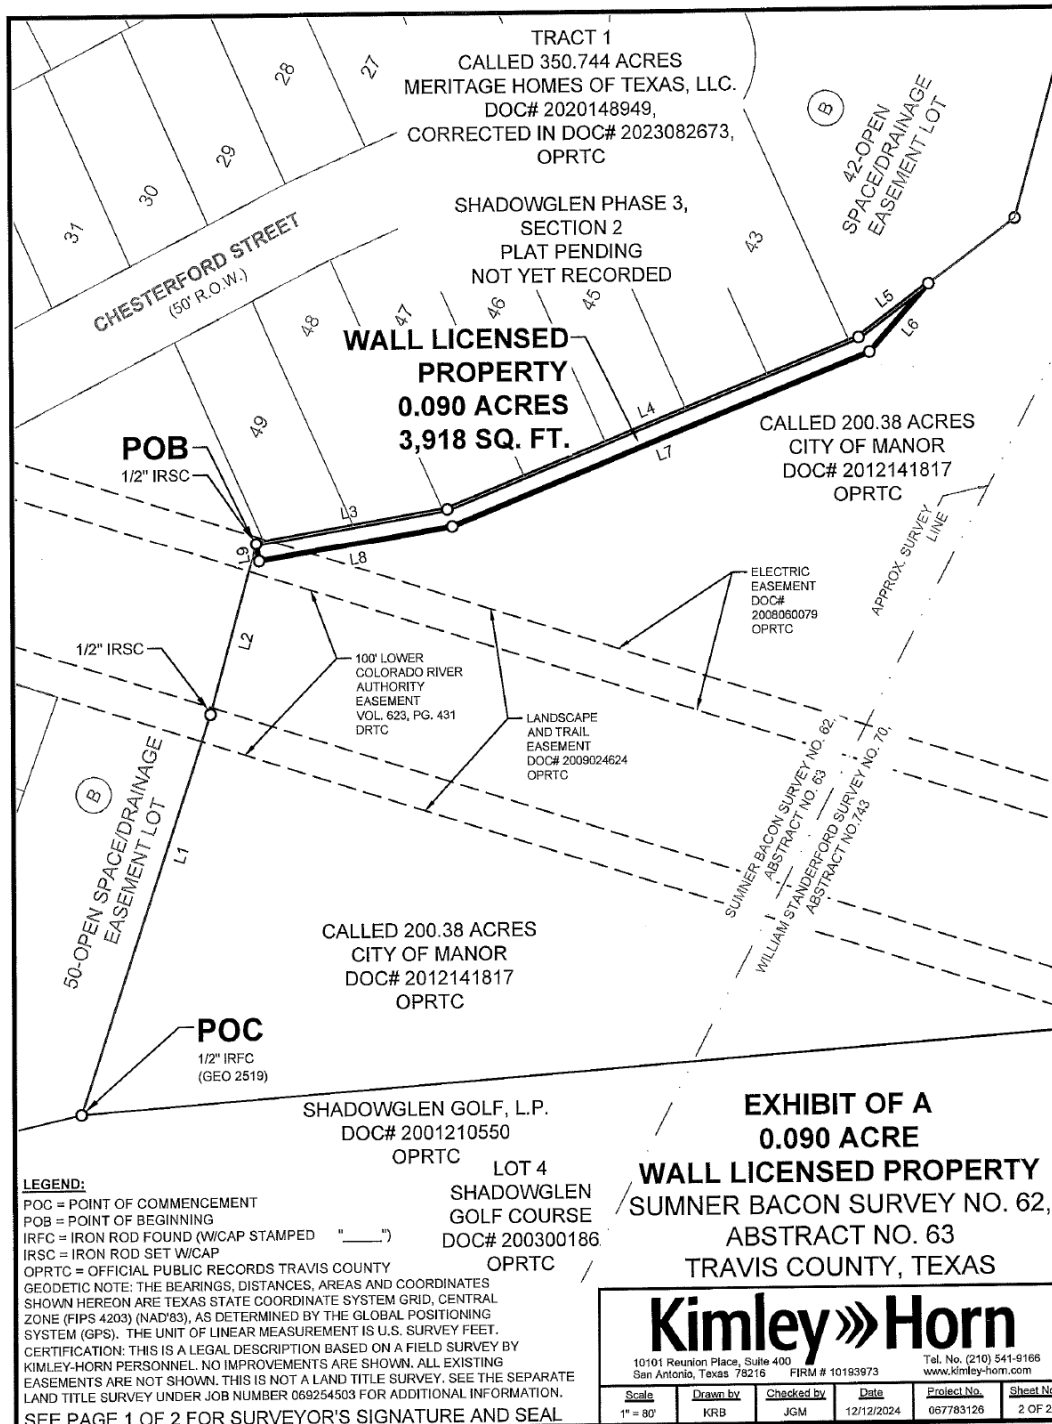 TRACT 1
CALLED 350.744 ACRES
MERITAGE HOMES OF TEXAS, LLC.
DOC# 2020148949,
CORRECTED IN DOC# 2023082673,
OPRTC
28
27
29
30
31
B
42-OPEN
SPACE/DRAINAGE
EASEMENT LOT
SHADOWGLEN PHASE 3,
SECTION 2
PLAT PENDING
NOT YET RECORDED
CHESTERFORD STREET
(50' R.O.W.)
43
45
46
47
48
49
WALL LICENSED
PROPERTY
0.090 ACRES
3,918 SQ. FT.
L5
L6
L4
L7
CALLED 200.38 ACRES
CITY OF MANOR
DOC# 2012141817
OPRTC
POB
1/2" IRSC
L3
L8
L9
APPROX. SURVEY
LINE
ELECTRIC
EASEMENT
DOC#
2008060079
OPRTC
L2
1/2" IRSC
100' LOWER
COLORADO RIVER
AUTHORITY
EASEMENT
VOL. 623, PG. 431
DRTC
LANDSCAPE
AND TRAIL
EASEMENT
DOC# 2009024624
OPRTC
B
50-OPEN SPACE/DRAINAGE
EASEMENT LOT
L1
SUMNER BACON SURVEY NO. 62,
ABSTRACT NO. 63
WILLIAM STANDERFORD SURVEY NO. 70,
ABSTRACT NO.743
CALLED 200.38 ACRES
CITY OF MANOR
DOC# 2012141817
OPRTC
POC
1/2" IRFC
(GEO 2519)
SHADOWGLEN GOLF, L.P.
DOC# 2001210550
OPRTC
LOT 4
SHADOWGLEN
GOLF COURSE
DOC# 200300186
OPRTC
EXHIBIT OF A
0.090 ACRE
WALL LICENSED PROPERTY
SUMNER BACON SURVEY NO. 62,
ABSTRACT NO. 63
TRAVIS COUNTY, TEXAS
LEGEND:
POC = POINT OF COMMENCEMENT
POB = POINT OF BEGINNING
IRFC = IRON ROD FOUND (W/CAP STAMPED "_____")
IRSC = IRON ROD SET W/CAP
OPRTC = OFFICIAL PUBLIC RECORDS TRAVIS COUNTY
GEODETIC NOTE: THE BEARINGS, DISTANCES, AREAS AND COORDINATES
SHOWN HEREON ARE TEXAS STATE COORDINATE SYSTEM GRID, CENTRAL
ZONE (FIPS 4203) (NAD'83), AS DETERMINED BY THE GLOBAL POSITIONING
SYSTEM (GPS). THE UNIT OF LINEAR MEASUREMENT IS U.S. SURVEY FEET.
CERTIFICATION: THIS IS A LEGAL DESCRIPTION BASED ON A FIELD SURVEY BY
KIMLEY-HORN PERSONNEL. NO IMPROVEMENTS ARE SHOWN. ALL EXISTING
EASEMENTS ARE NOT SHOWN. THIS IS NOT A LAND TITLE SURVEY. SEE THE SEPARATE
LAND TITLE SURVEY UNDER JOB NUMBER 069254503 FOR ADDITIONAL INFORMATION.
SEE PAGE 1 OF 2 FOR SURVEYOR'S SIGNATURE AND SEAL
Kimley»Horn
10101 Reunion Place, Suite 400
San Antonio, Texas 78216 FIRM # 10193973
Tel. No. (210) 541-9166
www.kimley-horn.com
Scale Drawn by Checked by Date Project No. Sheet No
1" = 80' KRB JGM 12/12/2024 067783126 2 OF 2